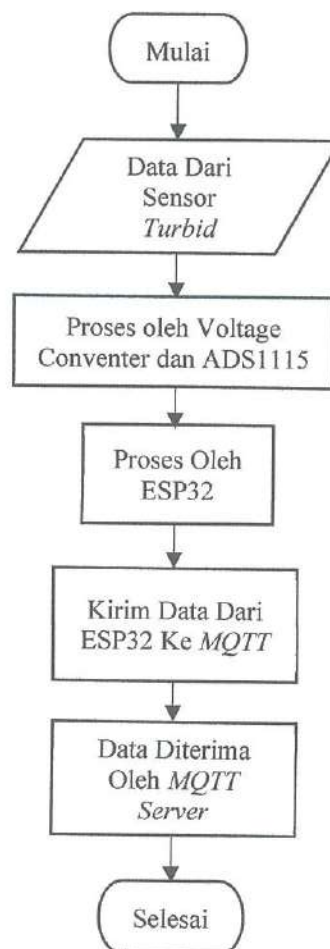 Mulai
Data Dari
Sensor
Turbid
Proses oleh Voltage
Conventer dan ADS1115
Proses Oleh
ESP32
Kirim Data Dari
ESP32 Ke MQTT
Data Diterima
Oleh MQTT
Server
Selesai